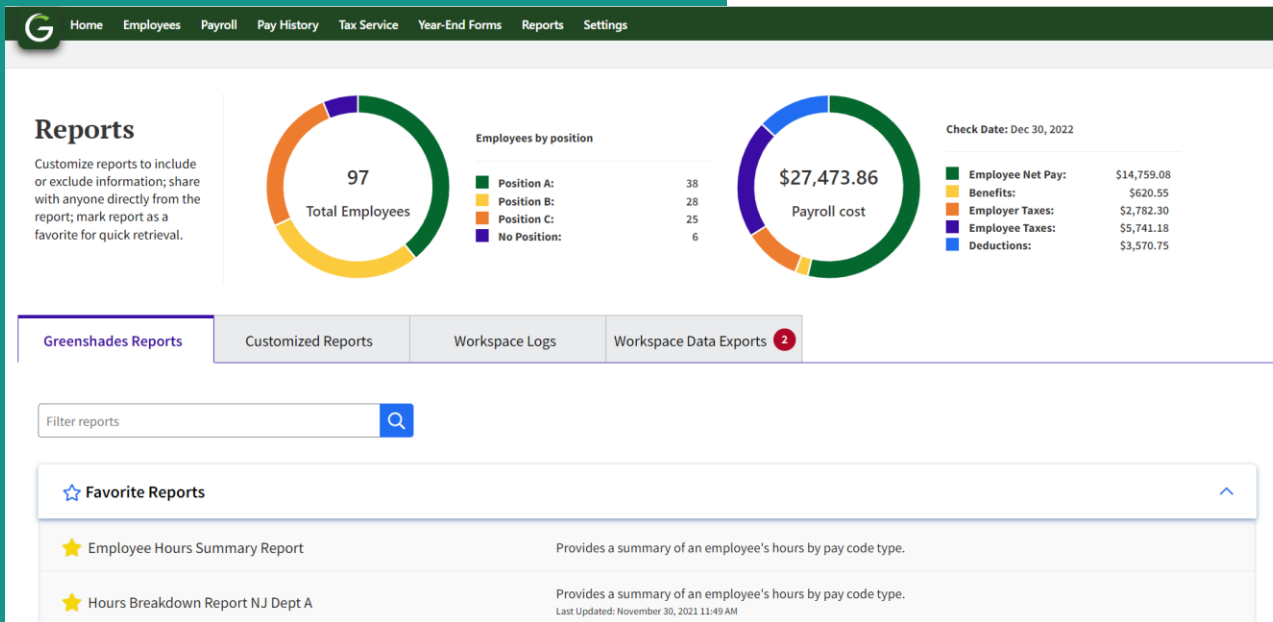 G
Home Employees Payroll Pay History Tax Service Year-End Forms Reports Settings
Reports
Customize reports to include
or exclude information; share
with anyone directly from the
report; mark report as a
favorite for quick retrieval.
97
Total Employees
Employees by position
Position A: 38
Position B: 28
Position C: 25
No Position: 6
$27,473.86
Payroll cost
Check Date: Dec 30, 2022
Employee Net Pay: $14,759.08
Benefits: $620.55
Employer Taxes: $2,782.30
Employee Taxes: $5,741.18
Deductions: $3,570.75
Greenshades Reports Customized Reports Workspace Logs Workspace Data Exports 2
Filter reports
Favorite Reports
Employee Hours Summary Report Provides a summary of an employee's hours by pay code type.
Hours Breakdown Report NJ Dept A Provides a summary of an employee's hours by pay code type.
Last Updated: November 30, 2021 11:49 AM